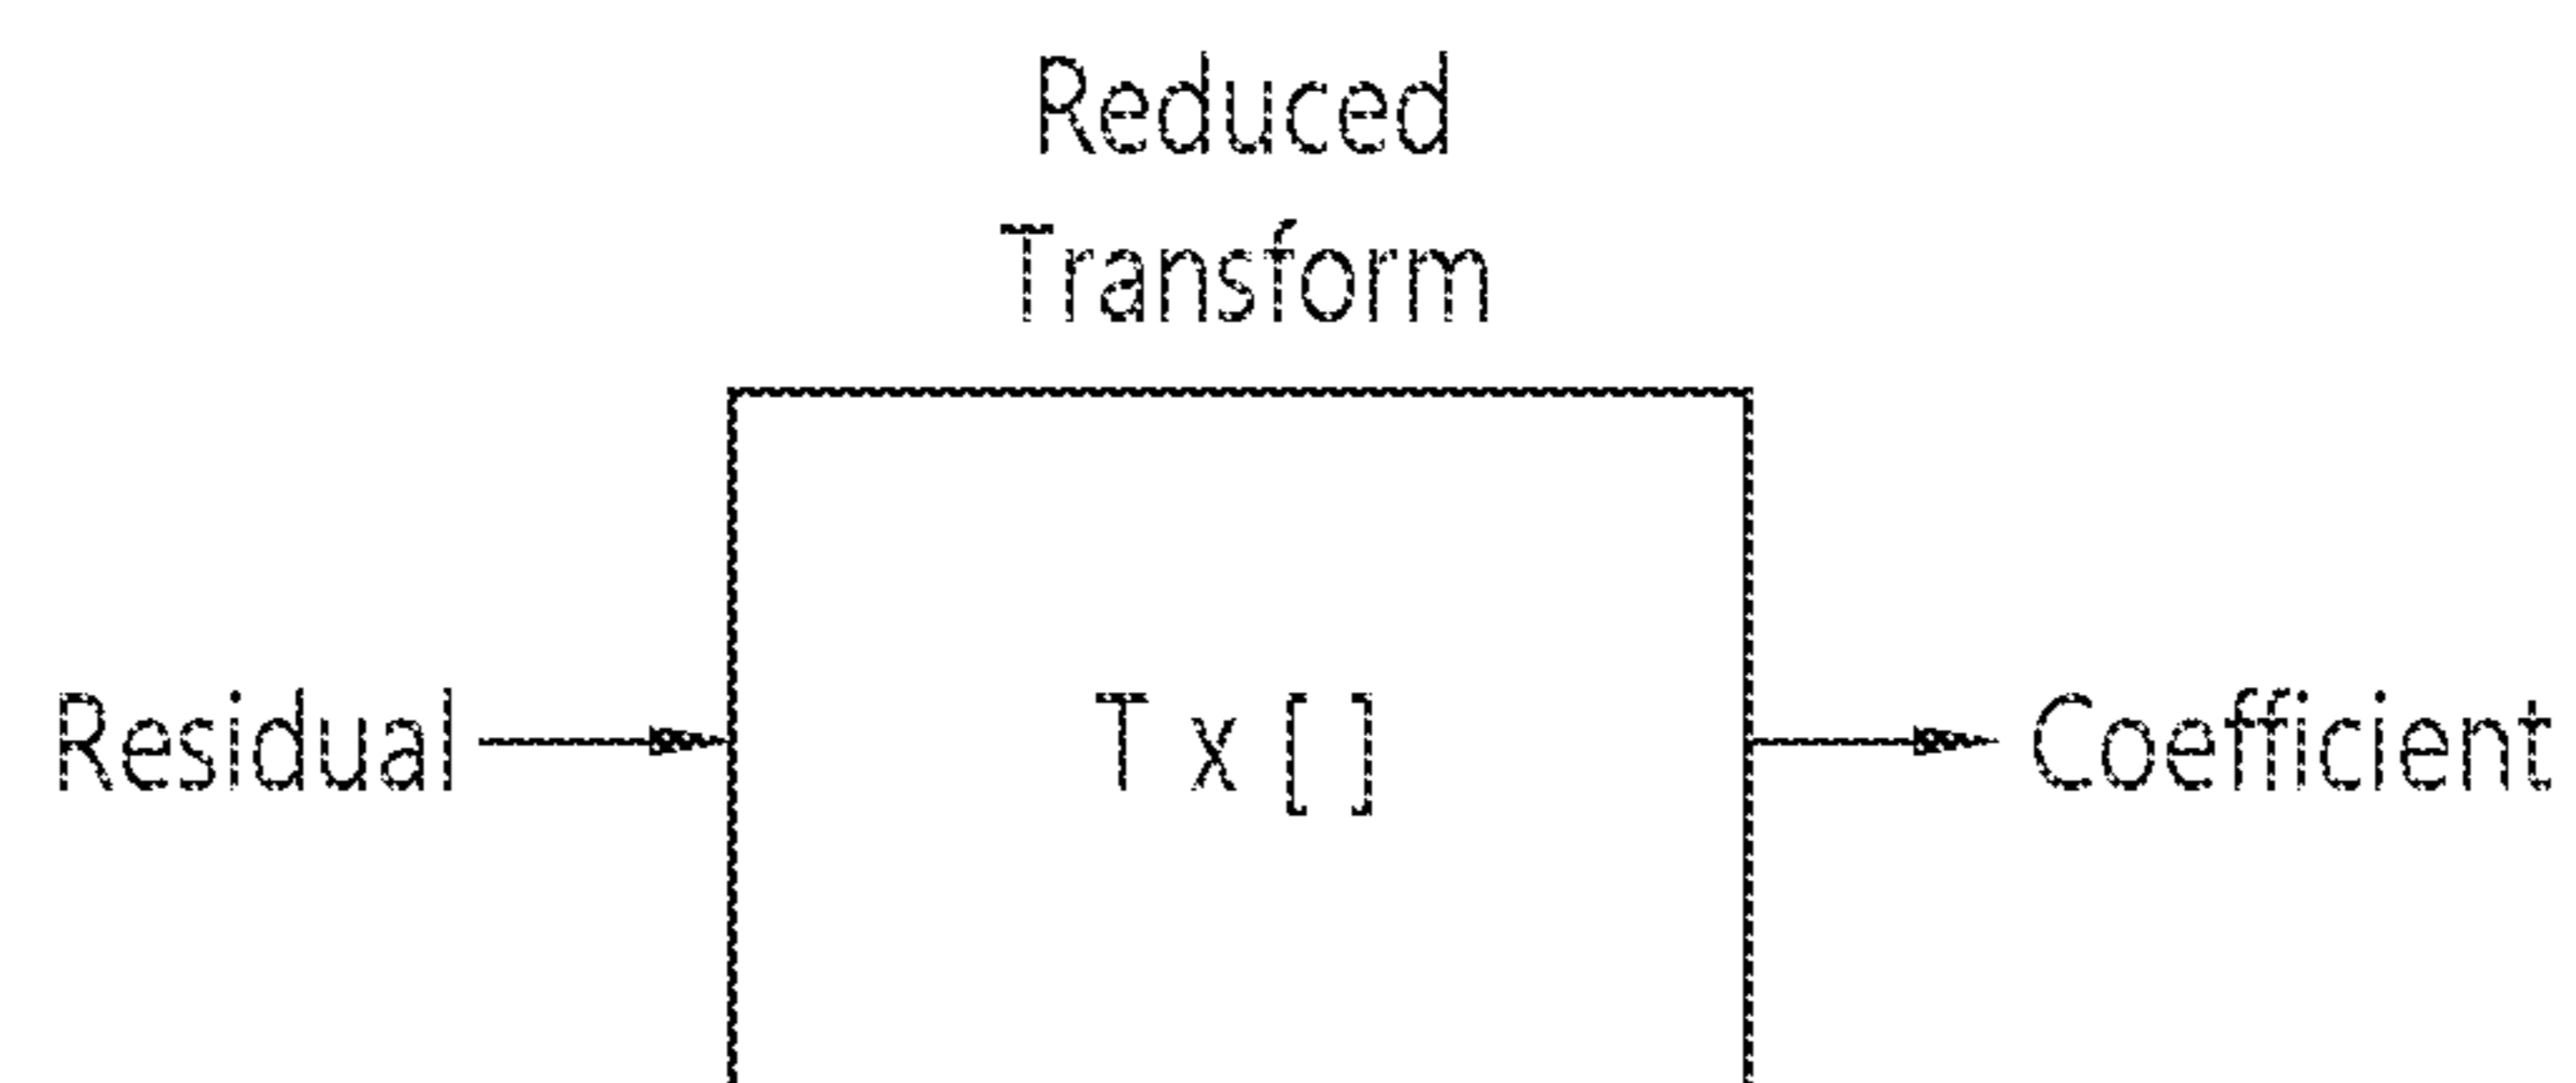 Reduced
Transform
Residual
T x [ ]
Coefficient